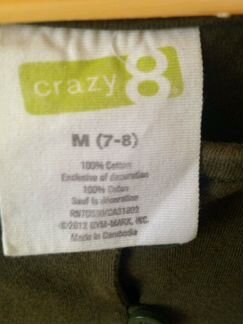 crazy 8
M (7-8)
100% Cotton
Exclusive of decoration
100% Coton
Sauf la décoration
©2012 GYM-MARK, INC.
Made in Cambodia